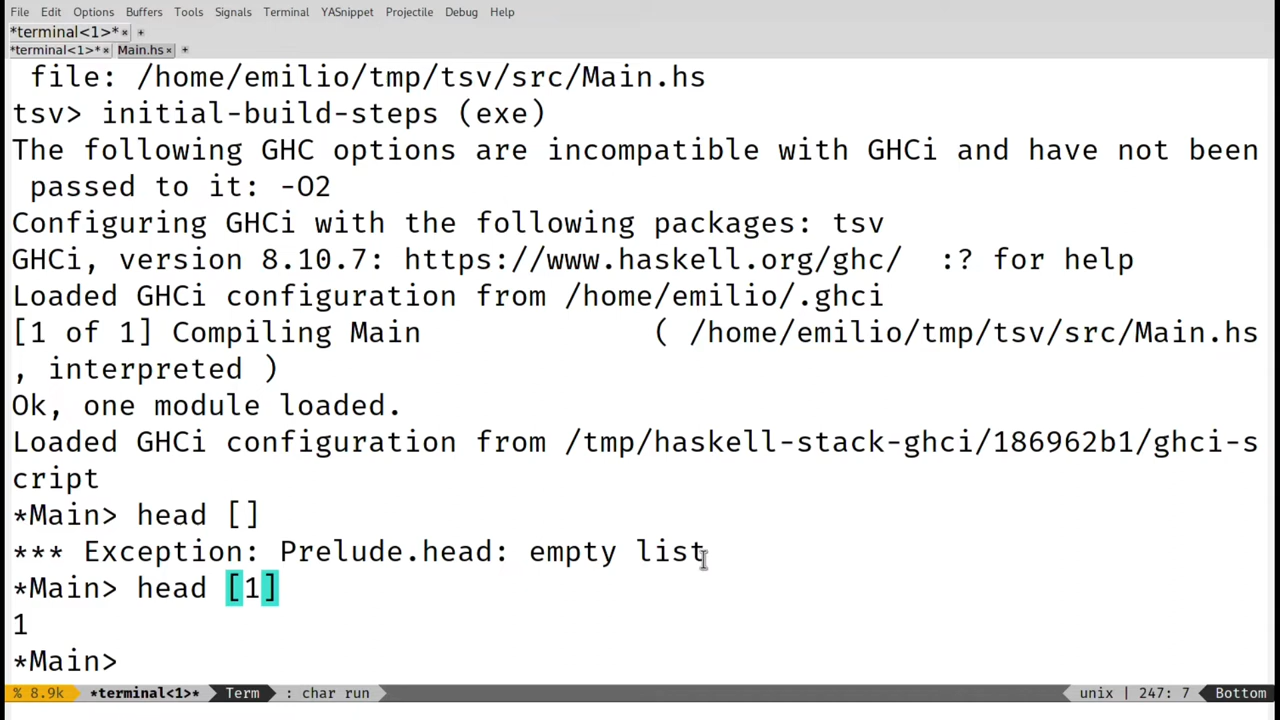 File Edit Options Buffers Tools Signals Terminal YASnippet Projectile Debug Help
*terminal<1>*× +
*terminal<1>*× Main.hs× +
file: /home/emilio/tmp/tsv/src/Main.hs
tsv> initial-build-steps (exe)
The following GHC options are incompatible with GHCi and have not been
passed to it: -O2
Configuring GHCi with the following packages: tsv
GHCi, version 8.10.7: https://www.haskell.org/ghc/  :? for help
Loaded GHCi configuration from /home/emilio/.ghci
[1 of 1] Compiling Main             ( /home/emilio/tmp/tsv/src/Main.hs
, interpreted )
Ok, one module loaded.
Loaded GHCi configuration from /tmp/haskell-stack-ghci/186962b1/ghci-s
cript
*Main> head []
*** Exception: Prelude.head: empty list
*Main> head [1]
1
*Main>
% 8.9k *terminal<1>* Term : char run unix | 247: 7 Bottom